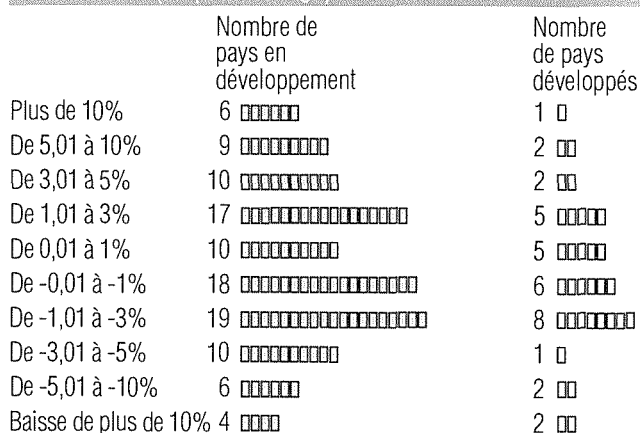 Nombre de pays en développement
Nombre de pays développés
Plus de 10% 6 1
De 5,01 à 10% 9 2
De 3,01 à 5% 10 2
De 1,01 à 3% 17 5
De 0,01 à 1% 10 5
De -0,01 à -1% 18 6
De -1,01 à -3% 19 8
De -3,01 à -5% 10 1
De -5,01 à -10% 6 2
Baisse de plus de 10% 4 2